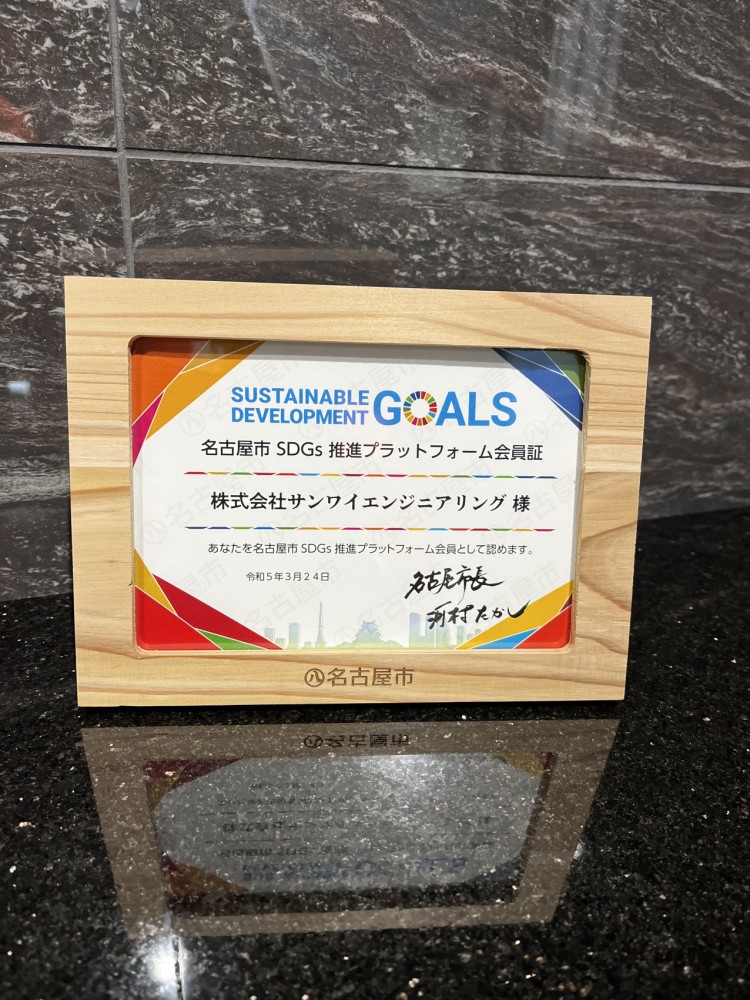 SUSTAINABLE
DEVELOPMENT GOALS
名古屋市 SDGs 推進プラットフォーム会員証
株式会社サンワイエンジニアリング 様
あなたを名古屋市 SDGs 推進プラットフォーム会員として認めます。
令和5年3月24日
名古屋市長
河村たかし
㊇名古屋市